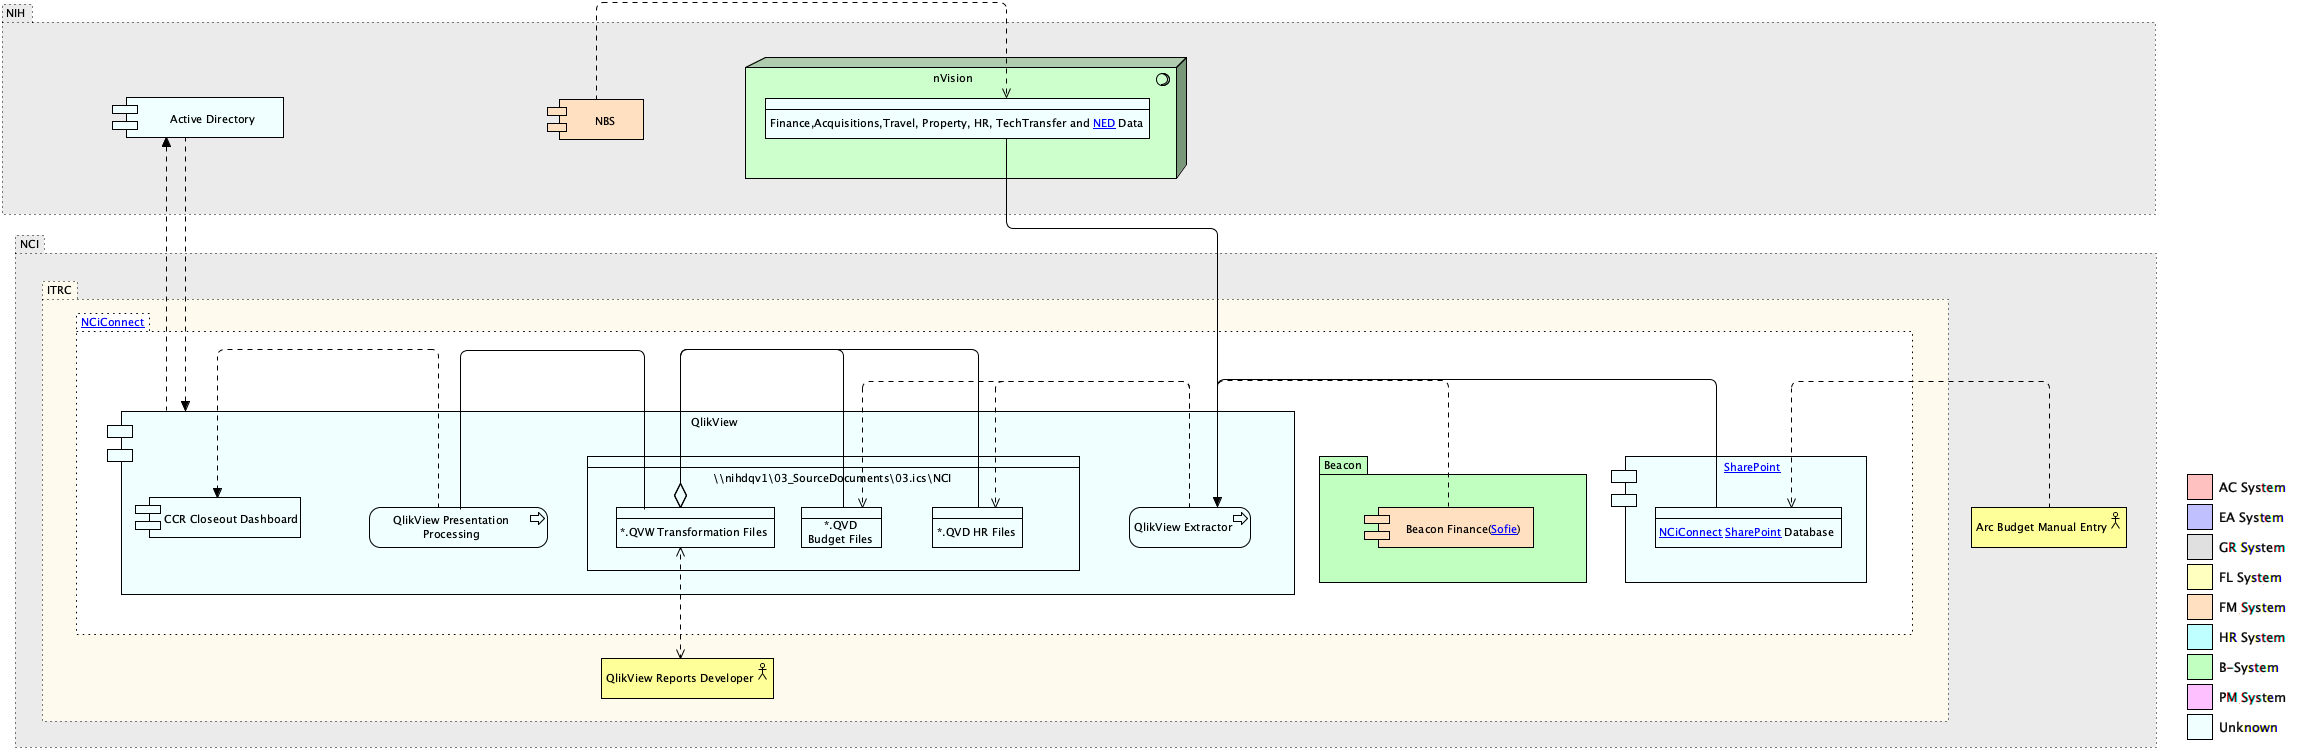 NIH
nVision
Active Directory
NBS
Finance,Acquisitions,Travel, Property, HR, TechTransfer and NED Data
NCI
ITRC
NCiConnect
QlikView
\\nihdqv1\03_SourceDocuments\03.ics\NCI
CCR Closeout Dashboard
QlikView Presentation
Processing
*.QVW Transformation Files
*.QVD
Budget Files
*.QVD HR Files
QlikView Extractor
Beacon
Beacon Finance(Sofie)
SharePoint
NCiConnect SharePoint Database
Arc Budget Manual Entry
QlikView Reports Developer
AC System
EA System
GR System
FL System
FM System
HR System
B-System
PM System
Unknown